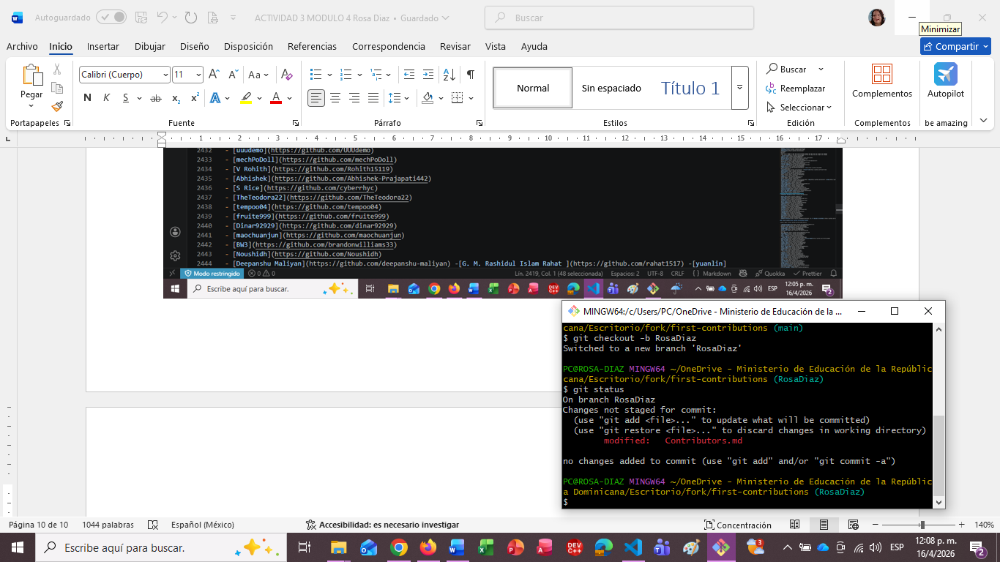 Autoguardado
ACTIVIDAD 3 MODULO 4 Rosa Diaz • Guardado
Buscar
Minimizar
Archivo Inicio Insertar Dibujar Diseño Disposición Referencias Correspondencia Revisar Vista Ayuda
Compartir
Pegar
Calibri (Cuerpo) 11
Normal
Sin espaciado
Título 1
Buscar
Reemplazar
Seleccionar
Complementos
Autopilot
Portapapeles Fuente Párrafo Estilos Edición Complementos be amazing
1 2 3 4 5 6 7 8 9 10 11 12 13 14 15 16 17
2432 - [uuudemo](https://github.com/UUUdemo)
2433 - [mechPoDoll](https://github.com/mechPoDoll)
2434 - [V Rohith](https://github.com/Rohith15119)
2435 - [Abhishek](https://github.com/Abhishek-Prajapati442)
2436 - [S Rice](https://github.com/cyberrhyc)
2437 - [TheTeodora22](https://github.com/TheTeodora22)
2438 - [tempoo04](https://github.com/tempoo04)
2439 - [fruite999](https://github.com/fruite999)
2440 - [Dinar92929](https://github.com/dinar92929)
2441 - [maochuanjun](https://github.com/maochuanjun)
2442 - [BW3](https://github.com/brandonwilliams33)
2443 - [Noushidh](https://github.com/Noushidh)
2444 - [Deepanshu Maliyan](https://github.com/deepanshu-maliyan) -[G. M. Rashidul Islam Rahat ](https://github.com/rahat1517) -[yuanlin]
Modo restringido 0 0 Lín. 2419, Col. 1 (48 seleccionada) Espacios: 2 UTF-8 CRLF { } Markdown Quokka Prettier
Escribe aquí para buscar.
ESP
12:05 p. m.
16/4/2026
2
MINGW64:/c/Users/PC/OneDrive - Ministerio de Educación de la ...
cana/Escritorio/fork/first-contributions (main)
$ git checkout -b RosaDiaz
Switched to a new branch 'RosaDiaz'
PC@ROSA-DIAZ MINGW64 ~/OneDrive - Ministerio de Educación de la Repúblic
cana/Escritorio/fork/first-contributions (RosaDiaz)
$ git status
On branch RosaDiaz
Changes not staged for commit:
(use "git add <file>..." to update what will be committed)
(use "git restore <file>..." to discard changes in working directory)
modified: Contributors.md
no changes added to commit (use "git add" and/or "git commit -a")
PC@ROSA-DIAZ MINGW64 ~/OneDrive - Ministerio de Educación de la Repúblic
a Dominicana/Escritorio/fork/first-contributions (RosaDiaz)
$
Página 10 de 10 1044 palabras Español (México) Accesibilidad: es necesario investigar Concentración 140%
Escribe aquí para buscar.
DEV C++
3
ESP
12:08 p. m.
16/4/2026
2